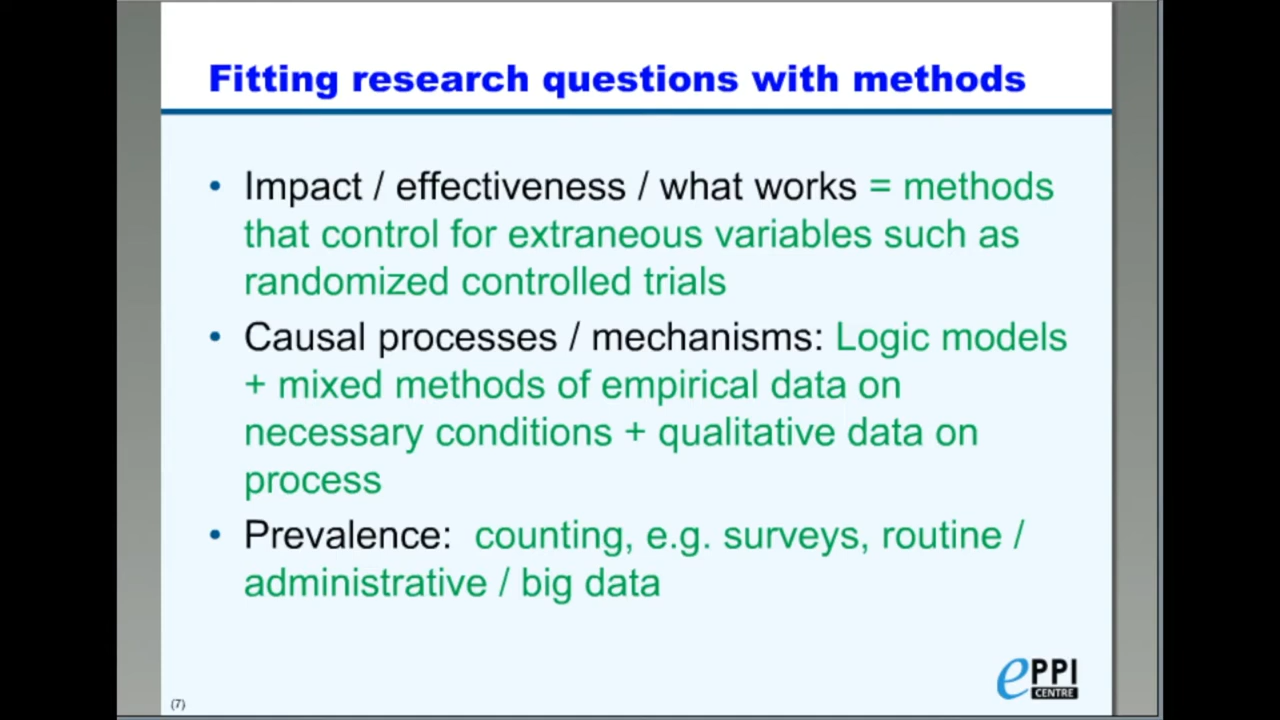 Fitting research questions with methods
• Impact / effectiveness / what works = methods
that control for extraneous variables such as
randomized controlled trials
• Causal processes / mechanisms: Logic models
+ mixed methods of empirical data on
necessary conditions + qualitative data on
process
• Prevalence: counting, e.g. surveys, routine /
administrative / big data
ePPI
CENTRE
(7)